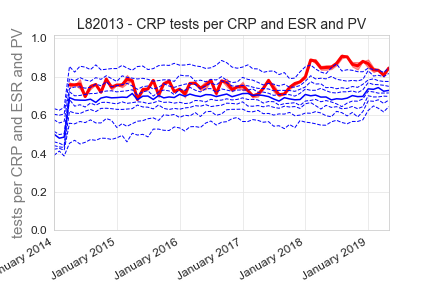 L82013 - CRP tests per CRP and ESR and PV
tests per CRP and ESR and PV
1.0
0.8
0.6
0.4
0.2
0.0
nuary 2014
January 2015
January 2016
January 2017
January 2018
January 2019